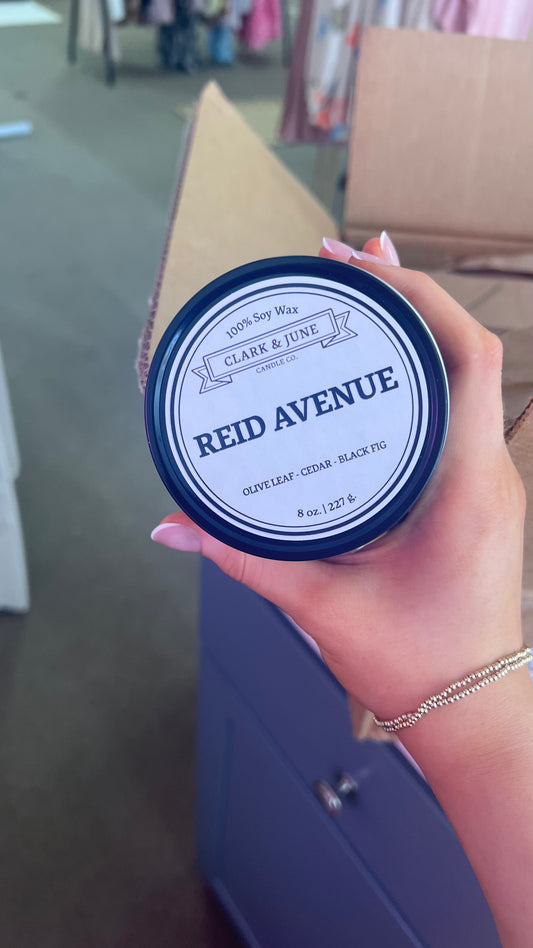 100% Soy Wax
CLARK & JUNE
CANDLE CO.
REID AVENUE
OLIVE LEAF - CEDAR - BLACK FIG
8 oz. | 227 g.